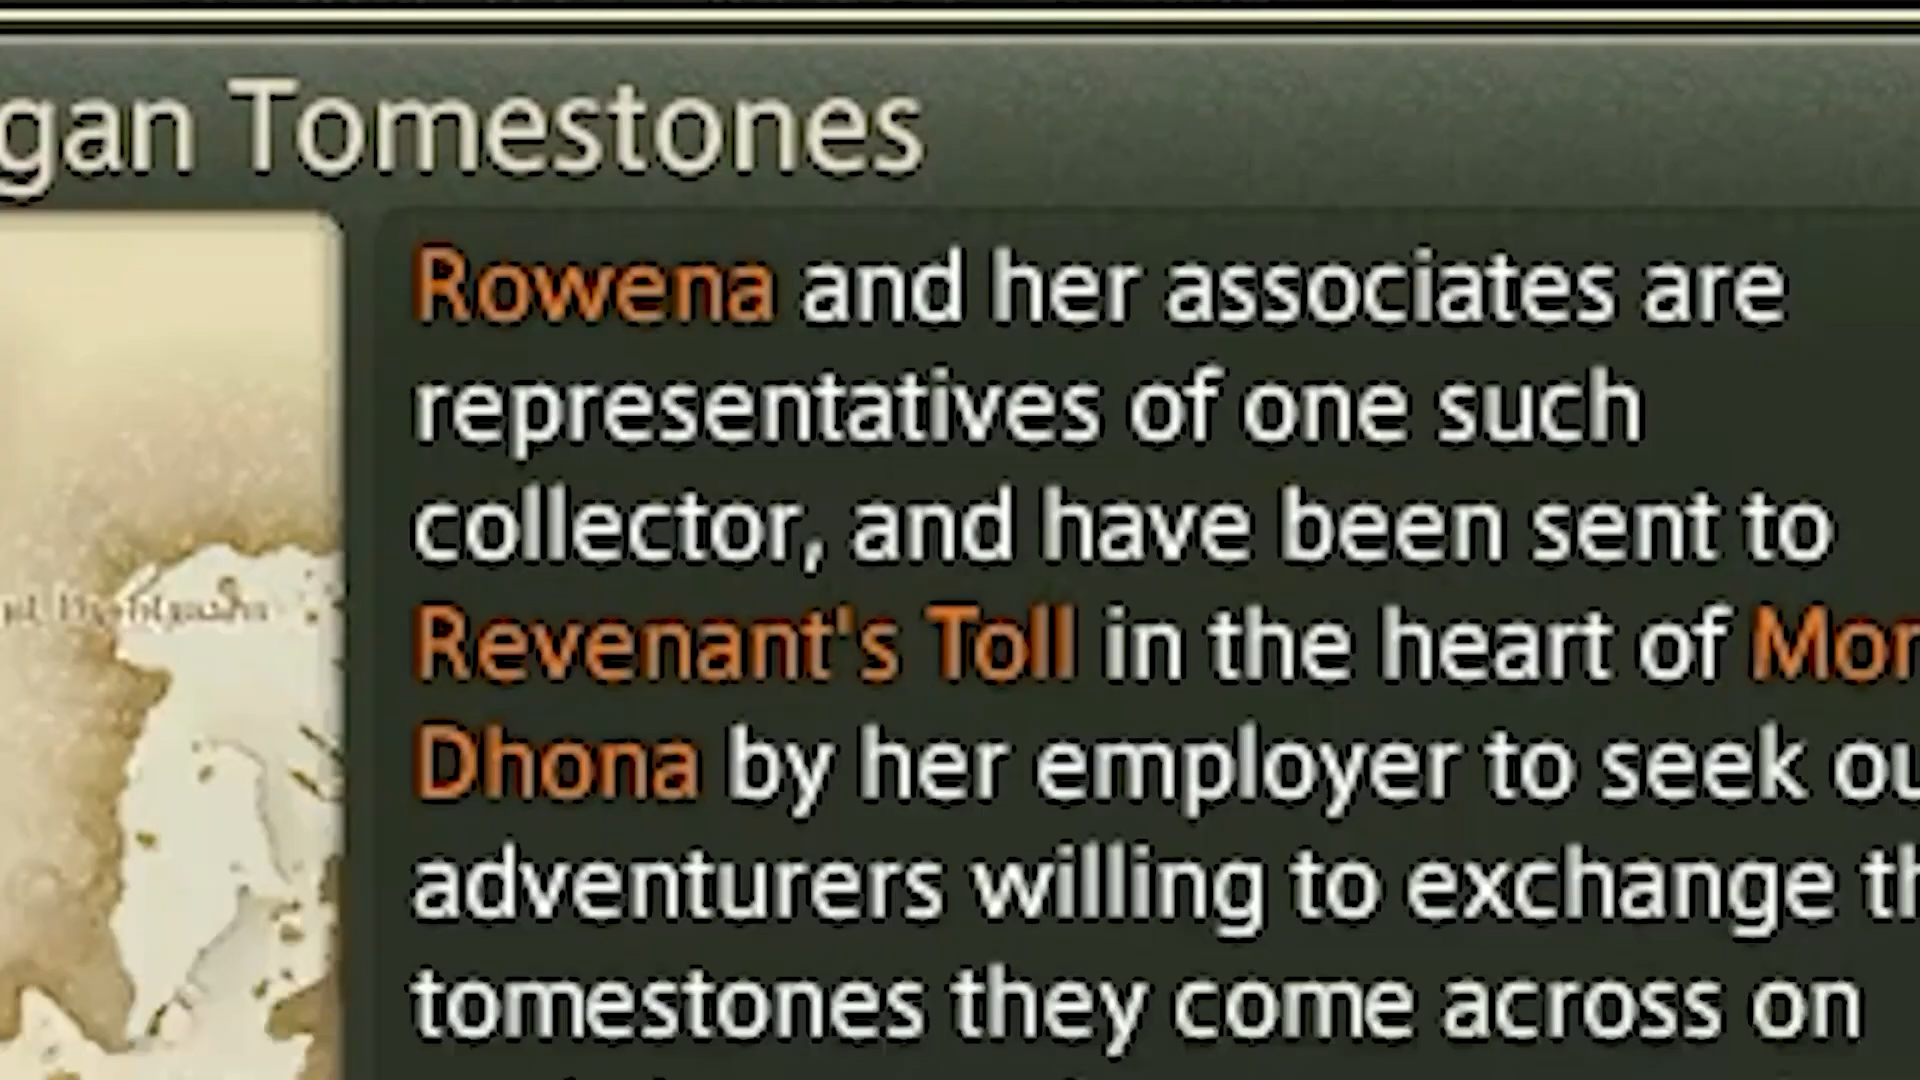 gan Tomestones
Rowena and her associates are
representatives of one such
collector, and have been sent to
Revenant's Toll in the heart of Mor
Dhona by her employer to seek ou
adventurers willing to exchange th
tomestones they come across on